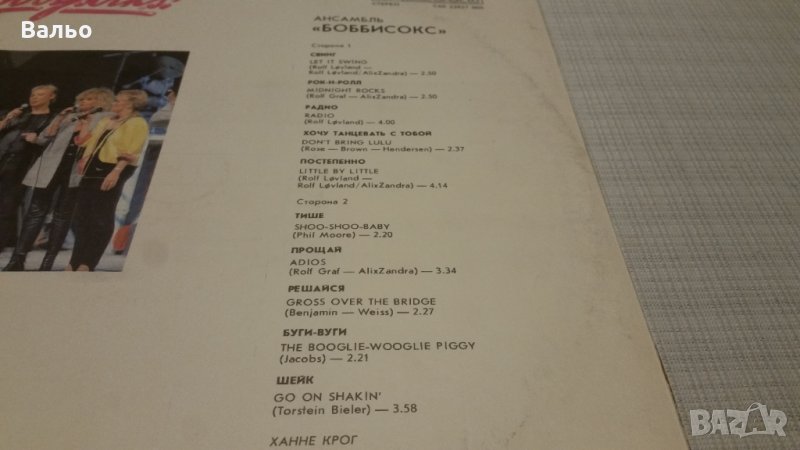 Вальо
СТЕРЕО
АНСАМБЛЬ
«БОББИСОКС»
Сторона 1
СВИНГ
LET IT SWING
(Rolf Løvland —
Rolf Løvland/AlixZandra) — 2.50
РОК-Н-РОЛЛ
MIDNIGHT ROCKS
(Rolf Graf — AlixZandra) — 2.50
РАДИО
RADIO
(Rolf Løvland) — 4.00
ХОЧУ ТАНЦЕВАТЬ С ТОБОЙ
DON'T BRING LULU
(Rose — Brown — Hendersen) — 2.37
ПОСТЕПЕННО
LITTLE BY LITTLE
(Rolf Løvland —
Rolf Løvland/AlixZandra) — 4.14
Сторона 2
ТИШЕ
SHOO-SHOO-BABY
(Phil Moore) — 2.20
ПРОЩАЙ
ADIOS
(Rolf Graf — AlixZandra) — 3.34
РЕШАЙСЯ
GROSS OVER THE BRIDGE
(Benjamin — Weiss) — 2.27
БУГИ-ВУГИ
THE BOOGLIE-WOOGLIE PIGGY
(Jacobs) — 2.21
ШЕЙК
GO ON SHAKIN'
(Torstein Bieler) — 3.58
ХАННЕ КРОГ
BAZAR